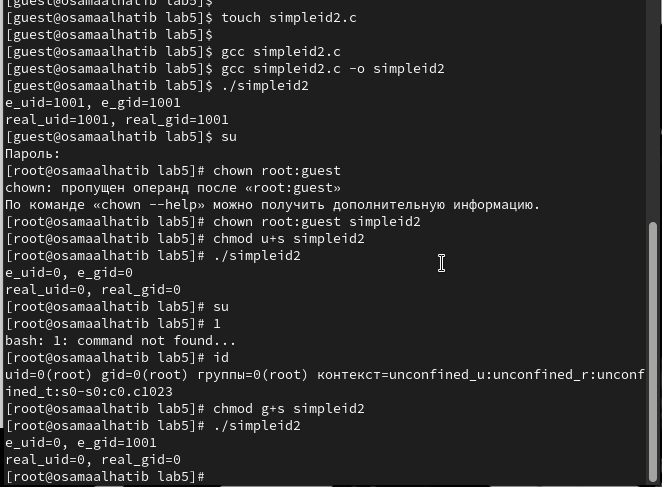 [guest@osamaalhatib lab5]$
[guest@osamaalhatib lab5]$ touch simpleid2.c
[guest@osamaalhatib lab5]$
[guest@osamaalhatib lab5]$ gcc simpleid2.c
[guest@osamaalhatib lab5]$ gcc simpleid2.c -o simpleid2
[guest@osamaalhatib lab5]$ ./simpleid2
e_uid=1001, e_gid=1001
real_uid=1001, real_gid=1001
[guest@osamaalhatib lab5]$ su
Пароль:
[root@osamaalhatib lab5]# chown root:guest
chown: пропущен операнд после «root:guest»
По команде «chown --help» можно получить дополнительную информацию.
[root@osamaalhatib lab5]# chown root:guest simpleid2
[root@osamaalhatib lab5]# chmod u+s simpleid2
[root@osamaalhatib lab5]# ./simpleid2
e_uid=0, e_gid=0
real_uid=0, real_gid=0
[root@osamaalhatib lab5]# su
[root@osamaalhatib lab5]# 1
bash: 1: command not found...
[root@osamaalhatib lab5]# id
uid=0(root) gid=0(root) группы=0(root) контекст=unconfined_u:unconfined_r:unconf
ined_t:s0-s0:c0.c1023
[root@osamaalhatib lab5]# chmod g+s simpleid2
[root@osamaalhatib lab5]# ./simpleid2
e_uid=0, e_gid=1001
real_uid=0, real_gid=0
[root@osamaalhatib lab5]#